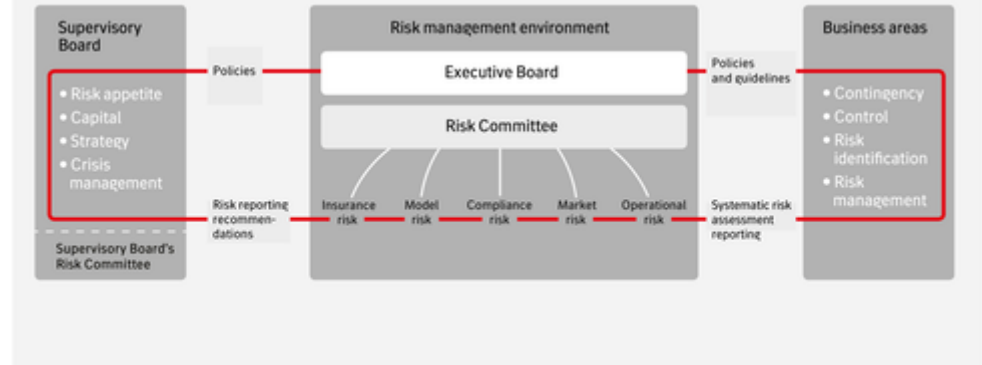 Supervisory
Board
• Risk appetite
• Capital
• Strategy
• Crisis
management
Supervisory Board's
Risk Committee
Policies
Risk reporting
recommen-
dations
Risk management environment
Executive Board
Risk Committee
Insurance
risk
Model
risk
Compliance
risk
Market
risk
Operational
risk
Policies
and guidelines
Systematic risk
assessment
reporting
Business areas
• Contingency
• Control
• Risk
identification
• Risk
management